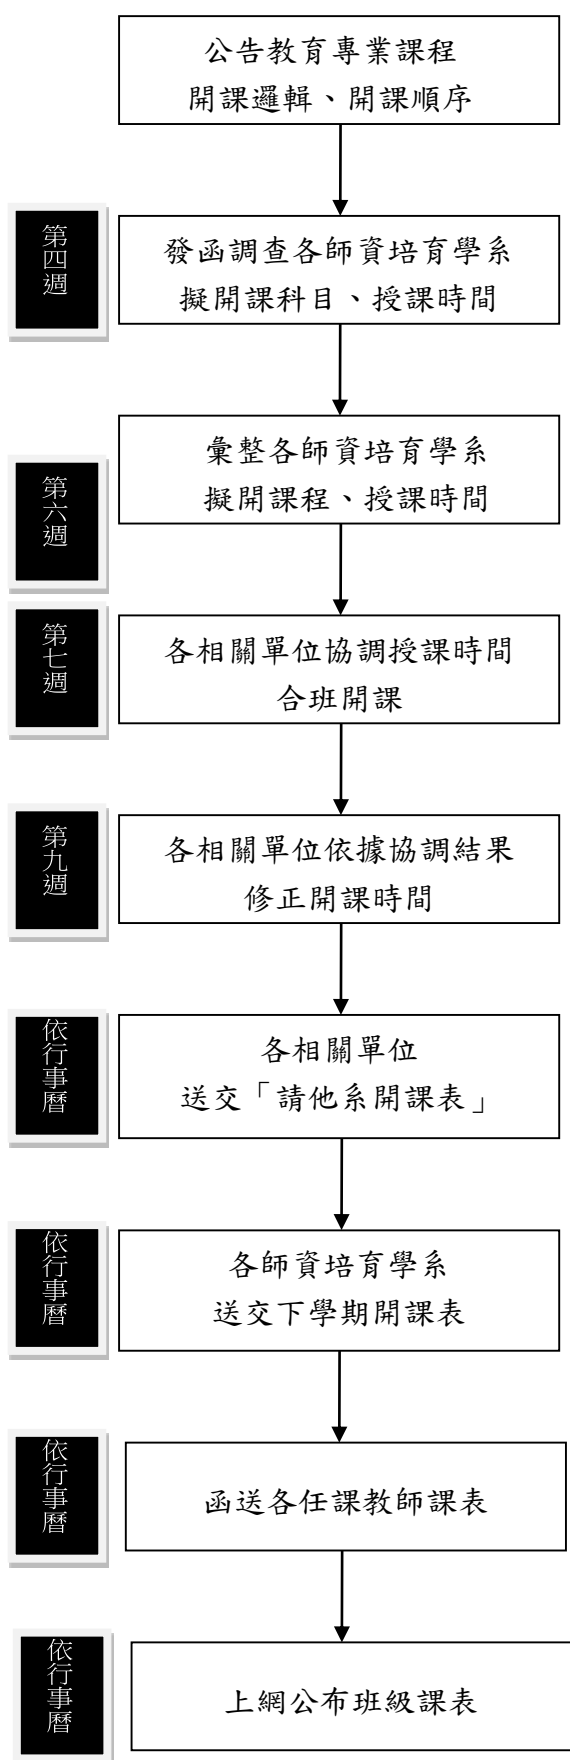 公告教育專業課程
開課邏輯、開課順序
第四週
發函調查各師資培育學系
擬開課科目、授課時間
第六週
彙整各師資培育學系
擬開課程、授課時間
第七週
各相關單位協調授課時間
合班開課
第九週
各相關單位依據協調結果
修正開課時間
依行事曆
各相關單位
送交「請他系開課表」
依行事曆
各師資培育學系
送交下學期開課表
依行事曆
函送各任課教師課表
依行事曆
上網公布班級課表